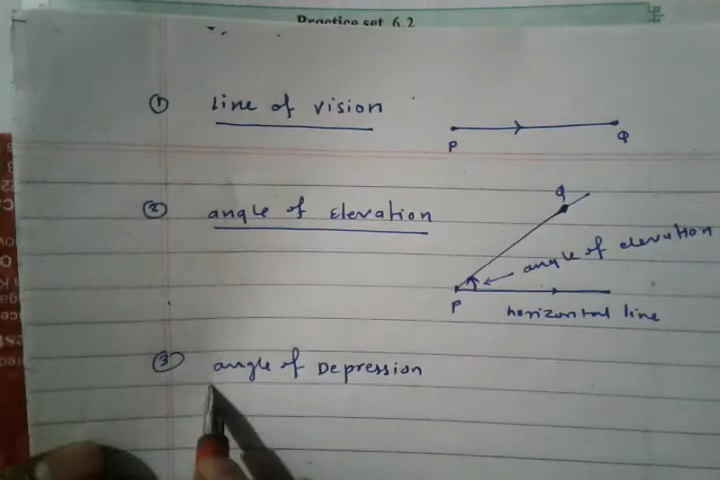 Practice set 6.2
① Line of vision
P Q
② angle of Elevation
Q
angle of elevation
P horizontal line
③ angle of Depression